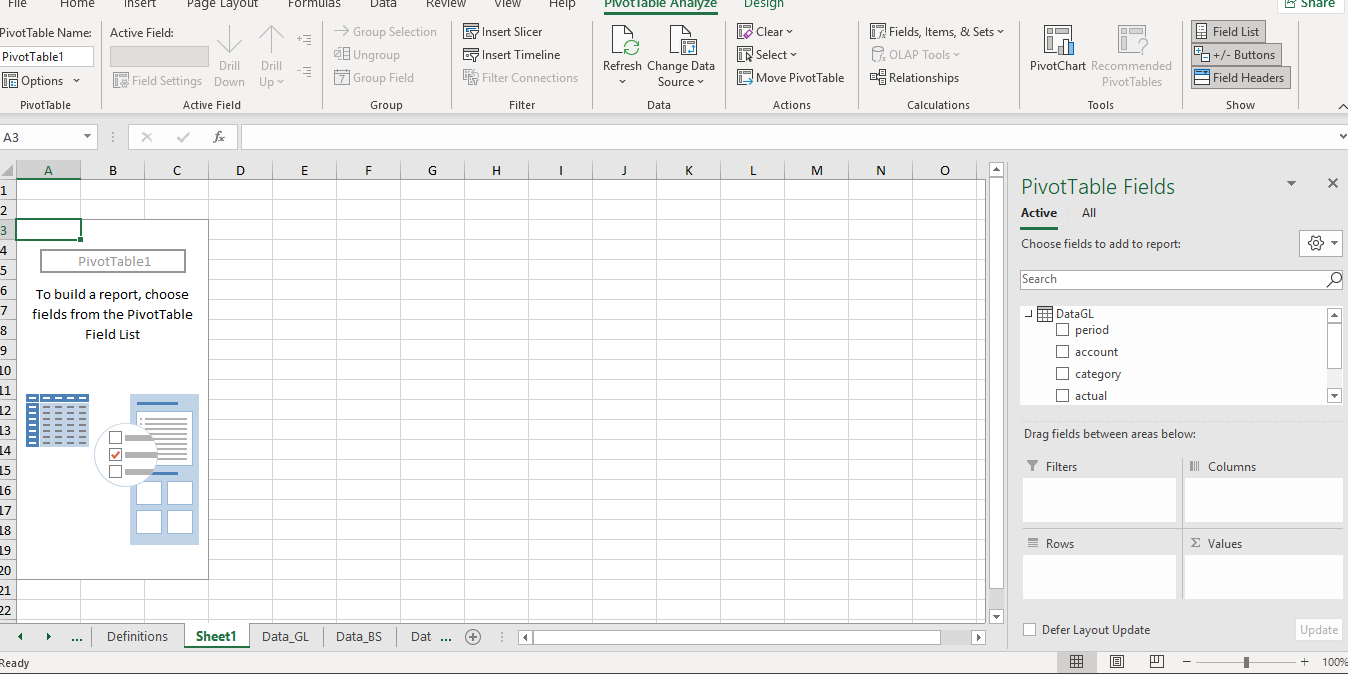 File Home Insert Page Layout Formulas Data Review View Help PivotTable Analyze Design Share
PivotTable Name:
PivotTable1
Options
PivotTable
Active Field:
Field Settings
Drill Down
Drill Up
Active Field
Group Selection
Ungroup
Group Field
Group
Insert Slicer
Insert Timeline
Filter Connections
Filter
Refresh
Change Data Source
Data
Clear
Select
Move PivotTable
Actions
Fields, Items, & Sets
OLAP Tools
Relationships
Calculations
PivotChart
Recommended PivotTables
Tools
Field List
+/- Buttons
Field Headers
Show
A3
fx
A B C D E F G H I J K L M N O
1
2
3
4
5
6
7
8
9
10
11
12
13
14
15
16
17
18
19
20
21
22
PivotTable1
To build a report, choose
fields from the PivotTable
Field List
PivotTable Fields
Active All
Choose fields to add to report:
Search
DataGL
period
account
category
actual
Drag fields between areas below:
Filters
Columns
Rows
Σ Values
Defer Layout Update
Update
... Definitions Sheet1 Data_GL Data_BS Dat ...
Ready
100%